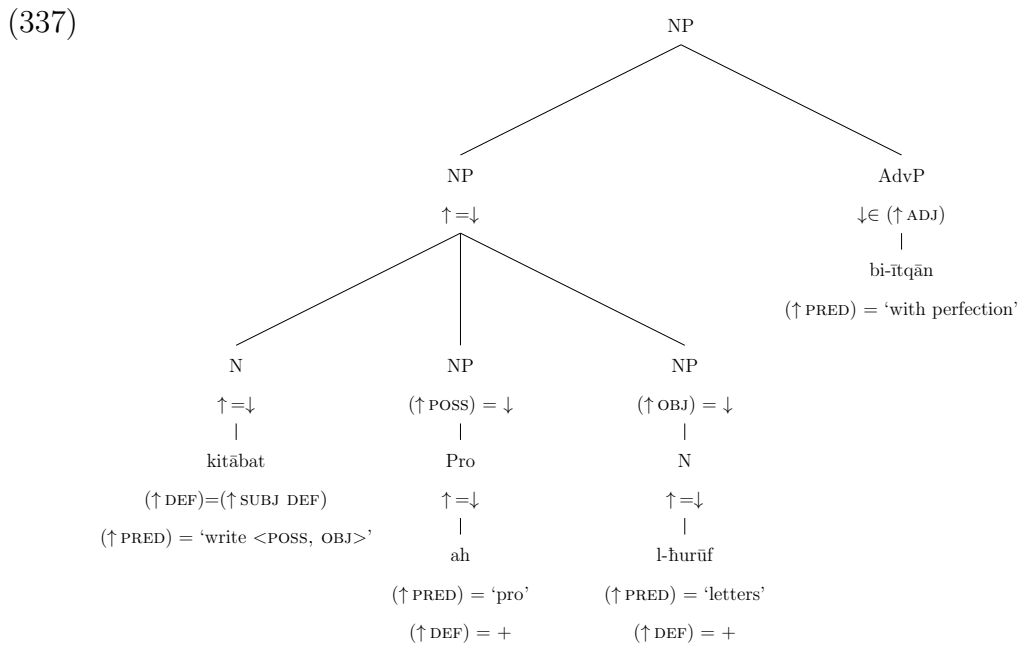 (337)
NP
NP AdvP
↑=↓ ↓∈ (↑ ADJ)
bi-ītqān
(↑ PRED) = ‘with perfection’
N NP NP
↑=↓ (↑ POSS) = ↓ (↑ OBJ) = ↓
kitābat Pro N
(↑ DEF)=(↑ SUBJ DEF) ↑=↓ ↑=↓
(↑ PRED) = ‘write <POSS, OBJ>’
ah l-ħurūf
(↑ PRED) = ‘pro’ (↑ PRED) = ‘letters’
(↑ DEF) = + (↑ DEF) = +